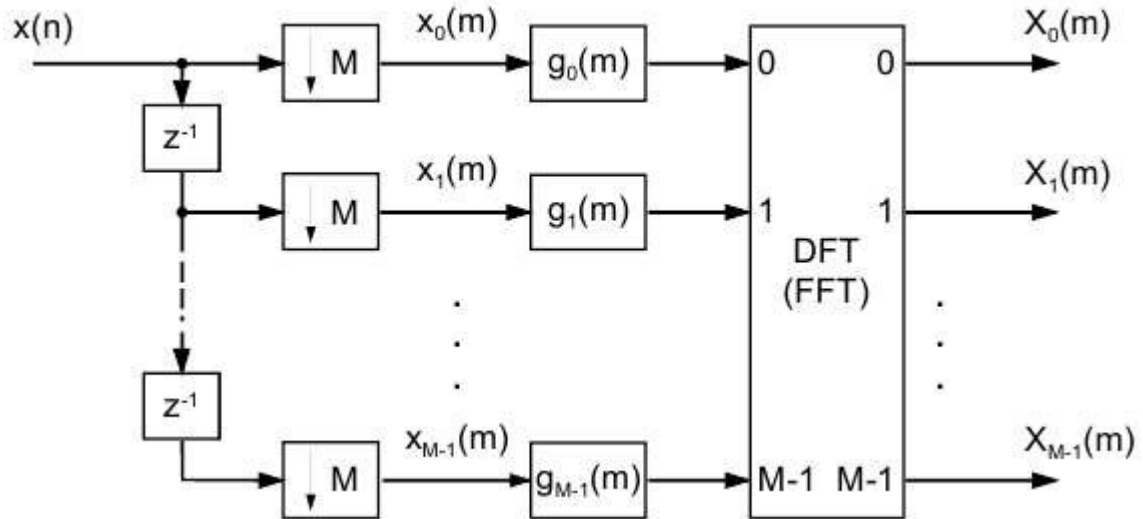 x(n)
M
x₀(m)
g₀(m)
0
0
X₀(m)
z⁻¹
M
x₁(m)
g₁(m)
1
1
X₁(m)
DFT
(FFT)
z⁻¹
M
x_{M-1}(m)
g_{M-1}(m)
M-1
M-1
X_{M-1}(m)